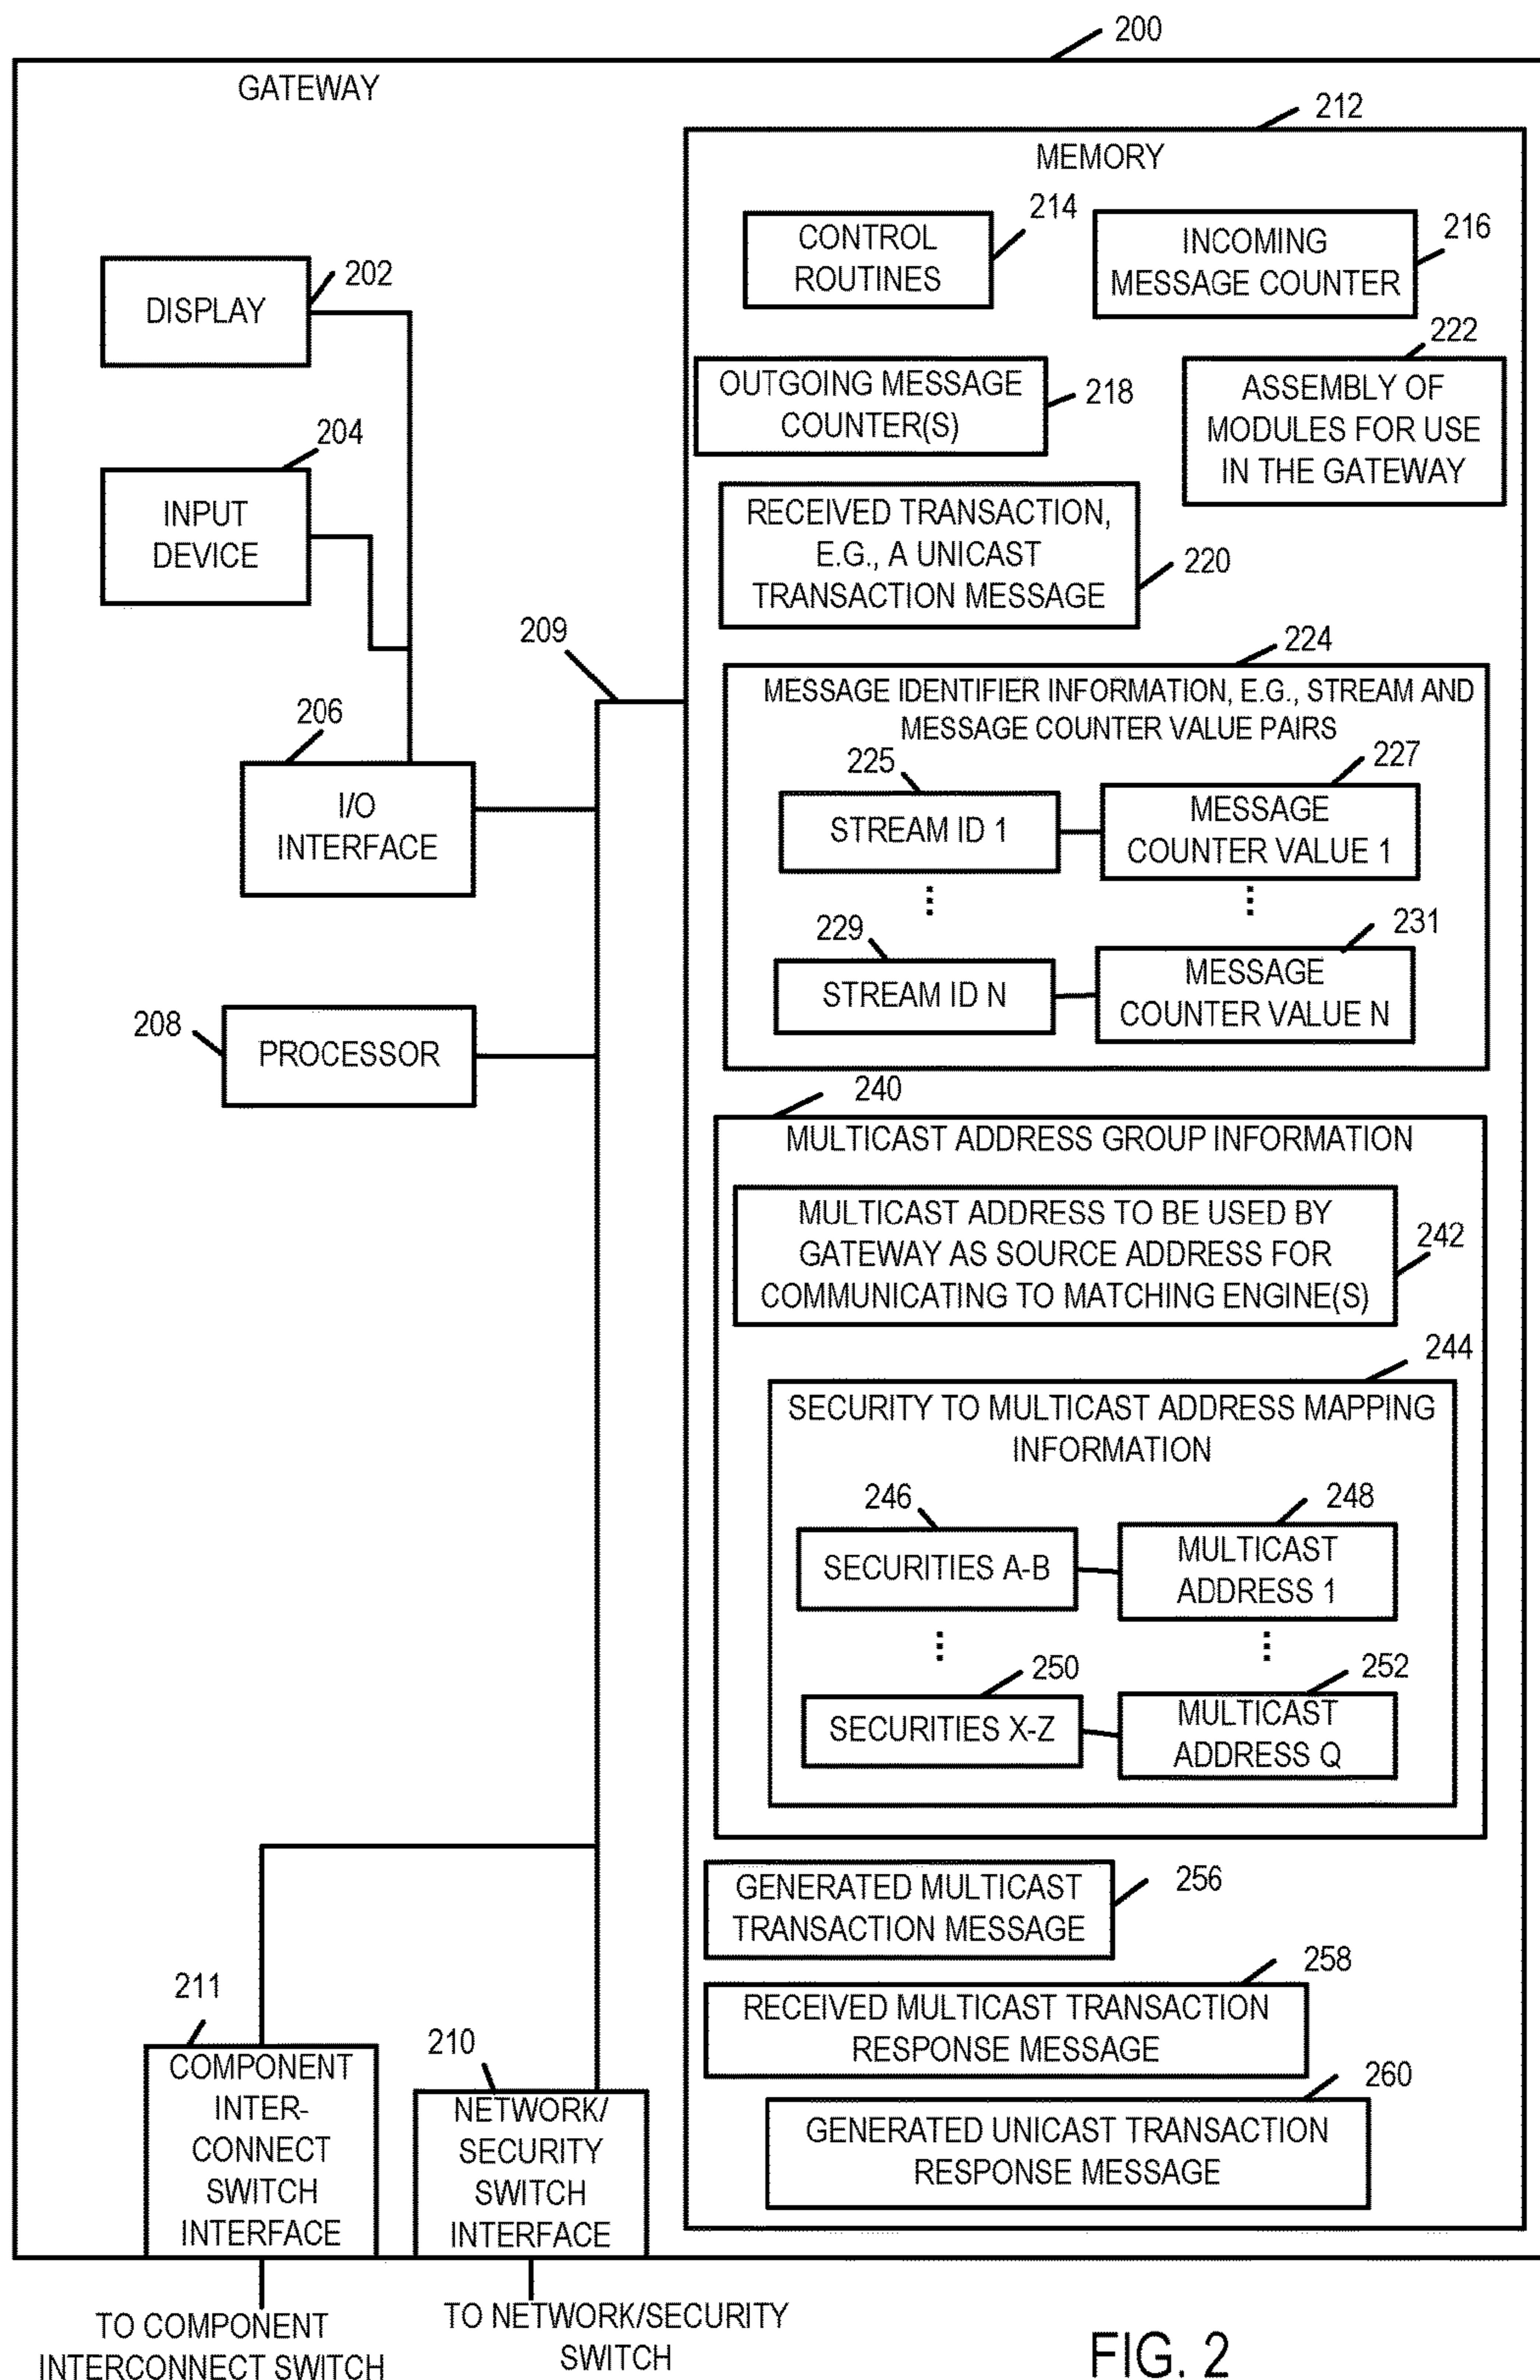 200
GATEWAY
212
MEMORY
CONTROL
ROUTINES
214
INCOMING
MESSAGE COUNTER
216
DISPLAY
202
OUTGOING MESSAGE
COUNTER(S)
218
222
ASSEMBLY OF
MODULES FOR USE
IN THE GATEWAY
204
INPUT
DEVICE
RECEIVED TRANSACTION,
E.G., A UNICAST
TRANSACTION MESSAGE
220
209
224
MESSAGE IDENTIFIER INFORMATION, E.G., STREAM AND
MESSAGE COUNTER VALUE PAIRS
206
I/O
INTERFACE
225
STREAM ID 1
227
MESSAGE
COUNTER VALUE 1
229
STREAM ID N
231
MESSAGE
COUNTER VALUE N
208
PROCESSOR
240
MULTICAST ADDRESS GROUP INFORMATION
MULTICAST ADDRESS TO BE USED BY
GATEWAY AS SOURCE ADDRESS FOR
COMMUNICATING TO MATCHING ENGINE(S)
242
244
SECURITY TO MULTICAST ADDRESS MAPPING
INFORMATION
246
SECURITIES A-B
248
MULTICAST
ADDRESS 1
250
SECURITIES X-Z
252
MULTICAST
ADDRESS Q
GENERATED MULTICAST
TRANSACTION MESSAGE
256
258
RECEIVED MULTICAST TRANSACTION
RESPONSE MESSAGE
260
GENERATED UNICAST TRANSACTION
RESPONSE MESSAGE
211
COMPONENT
INTER-
CONNECT
SWITCH
INTERFACE
210
NETWORK/
SECURITY
SWITCH
INTERFACE
TO COMPONENT
INTERCONNECT SWITCH
TO NETWORK/SECURITY
SWITCH
FIG. 2